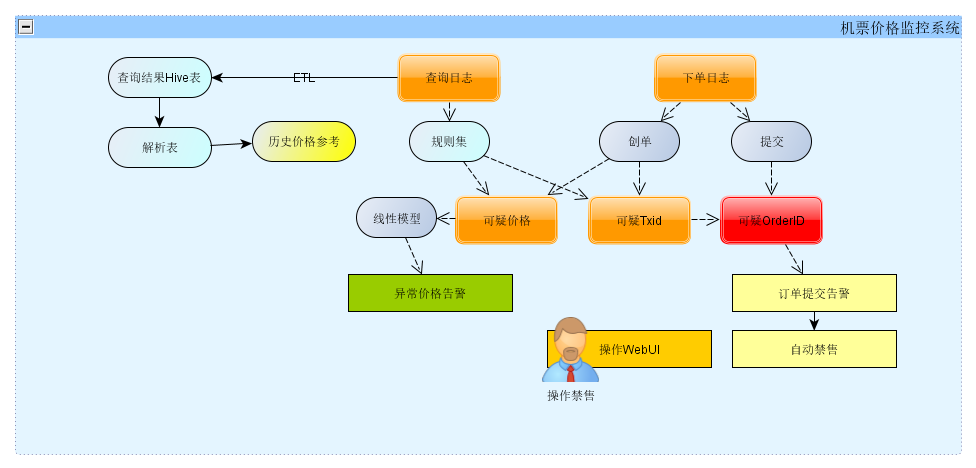 机票价格监控系统
查询结果Hive表
ETL
查询日志
下单日志
解析表
历史价格参考
规则集
创单
提交
线性模型
可疑价格
可疑Txid
可疑OrderID
异常价格告警
订单提交告警
操作WebUI
自动禁售
操作禁售